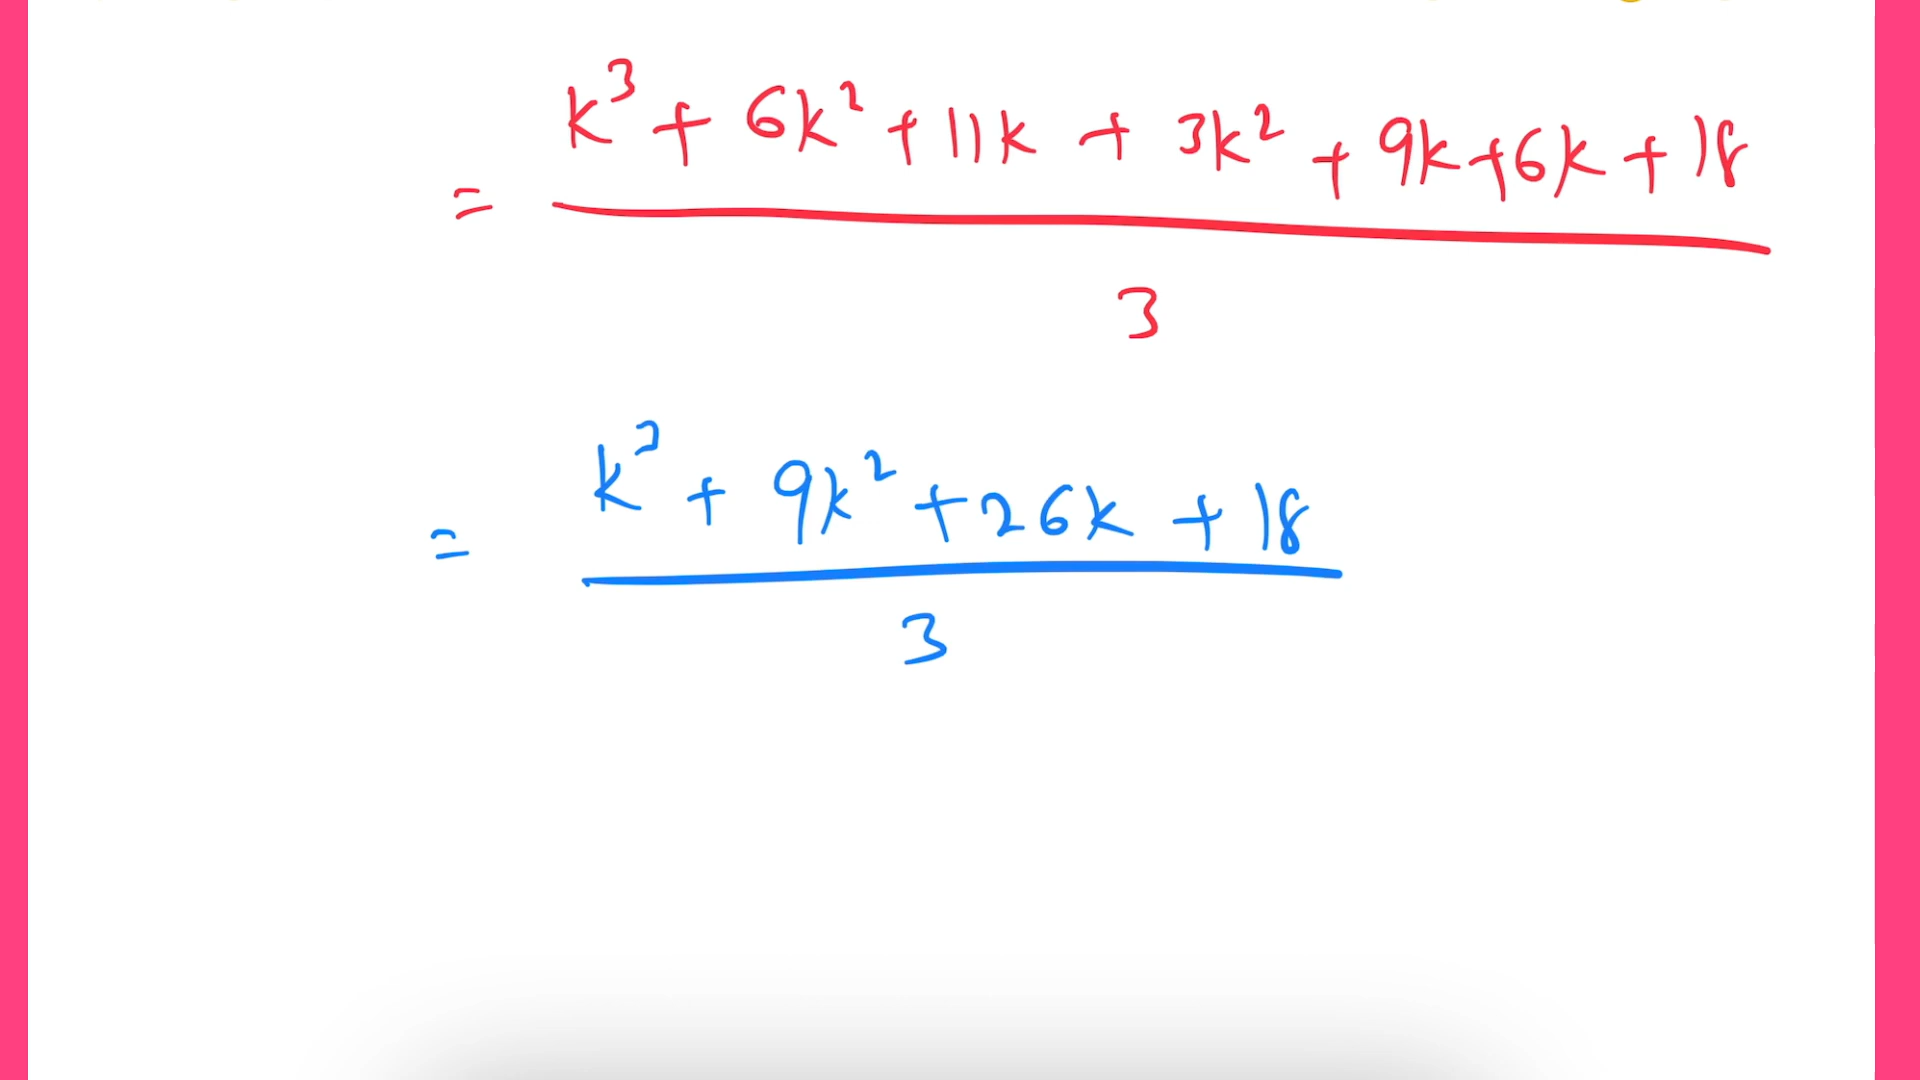 k³ + 6k² + 11k + 3k² + 9k + 6k + 18
=
3
k³ + 9k² + 26k + 18
=
3